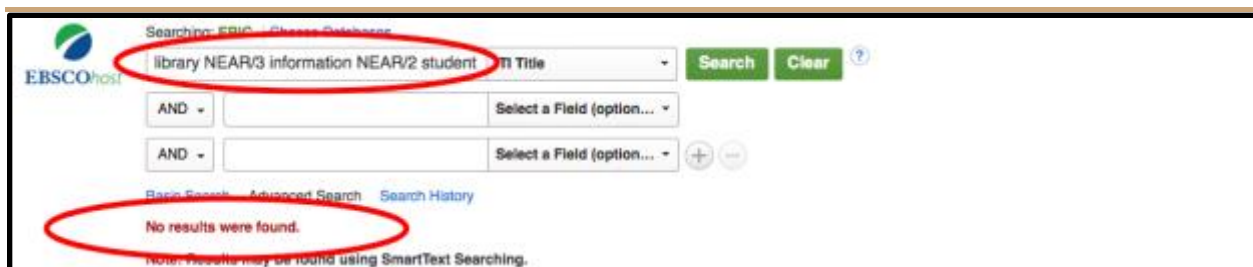 Searching: ERIC Choose Databases
EBSCOhost
library NEAR/3 information NEAR/2 student TI Title Search Clear ?
AND Select a Field (option...
AND Select a Field (option... + −
Basic Search Advanced Search Search History
No results were found.
Note: Results may be found using SmartText Searching.